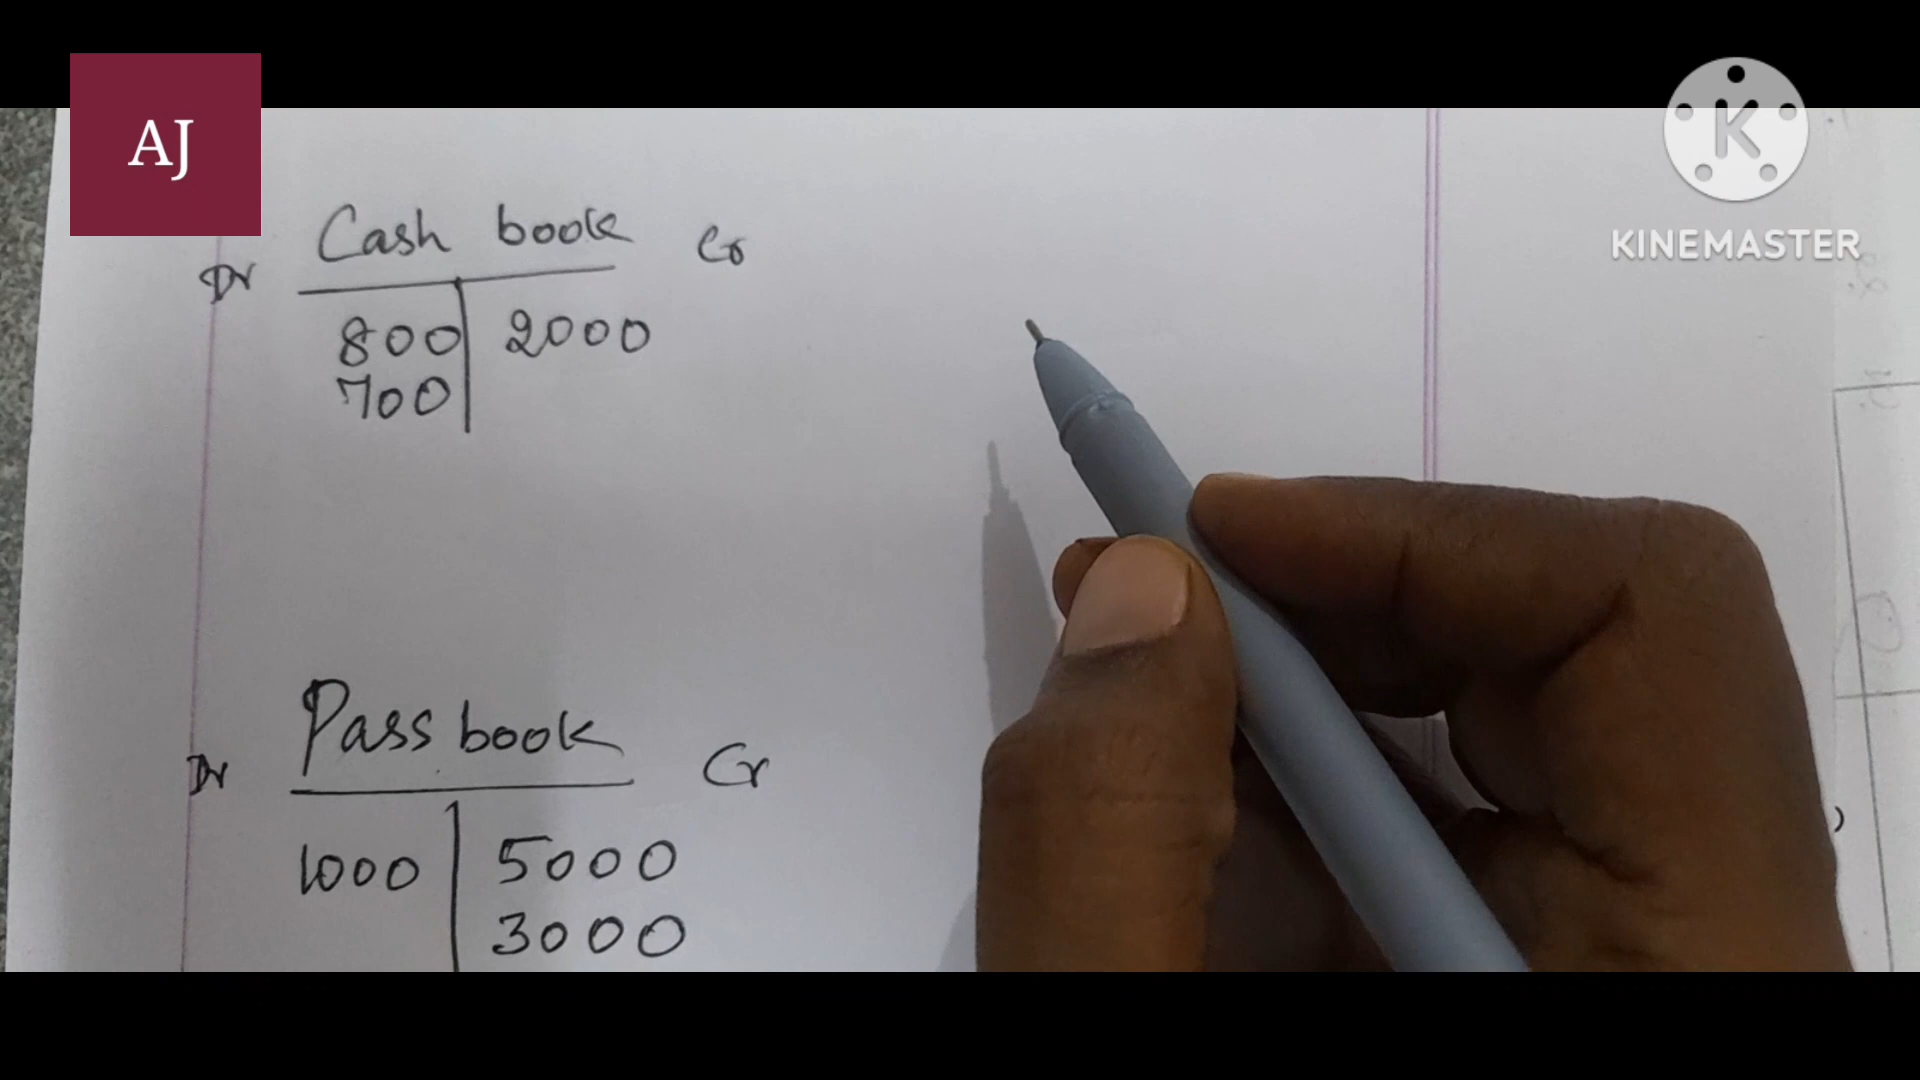 AJ
KINEMASTER
Cash book
Dr Cr
800 2000
700
Pass book
Dr Cr
1000 5000
3000